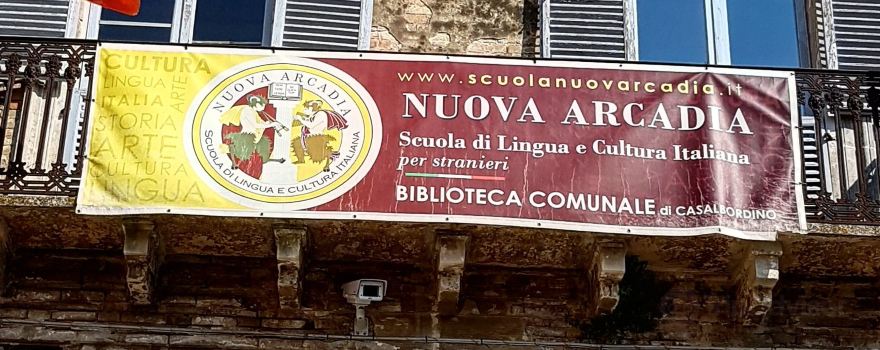 CULTURA
LINGUA
ITALIA
ARTE
STORIA
ARTE
CULTURA
LINGUA
NUOVA ARCADIA
SCUOLA DI LINGUA E CULTURA ITALIANA
www.scuolanuovarcadia.it
NUOVA ARCADIA
Scuola di Lingua e Cultura Italiana
per stranieri
BIBLIOTECA COMUNALE di CASALBORDINO